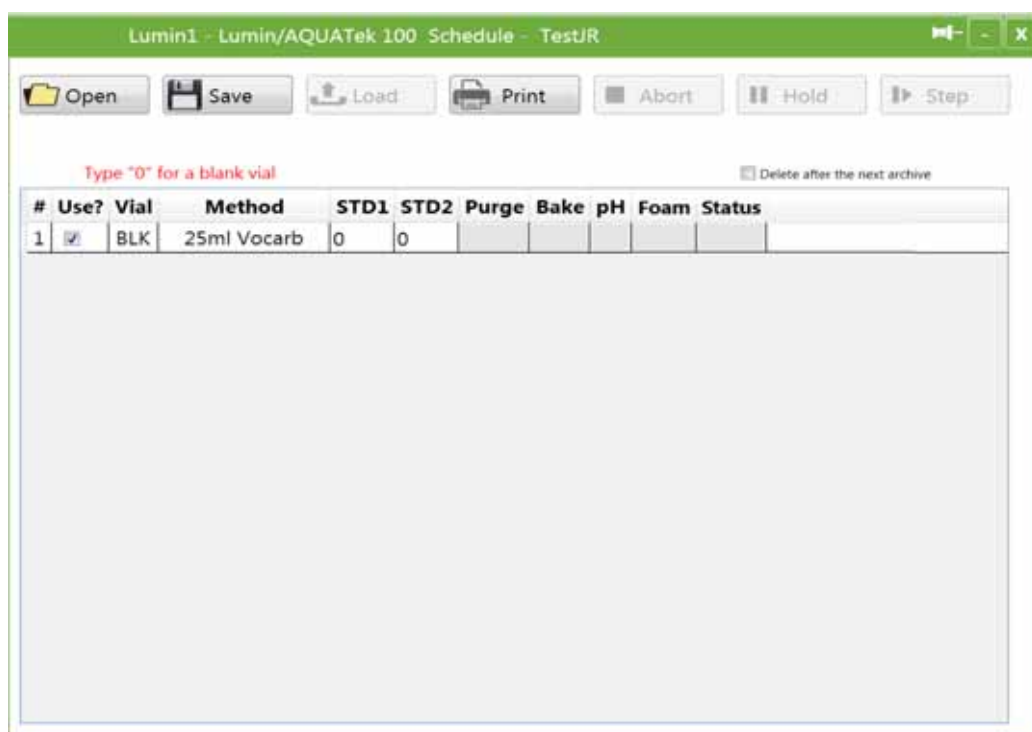 Lumin1 - Lumin/AQUATek 100 Schedule - TestJR
Open Save Load Print Abort Hold Step
Type "0" for a blank vial Delete after the next archive
# Use? Vial Method STD1 STD2 Purge Bake pH Foam Status
1 BLK 25ml Vocarb 0 0